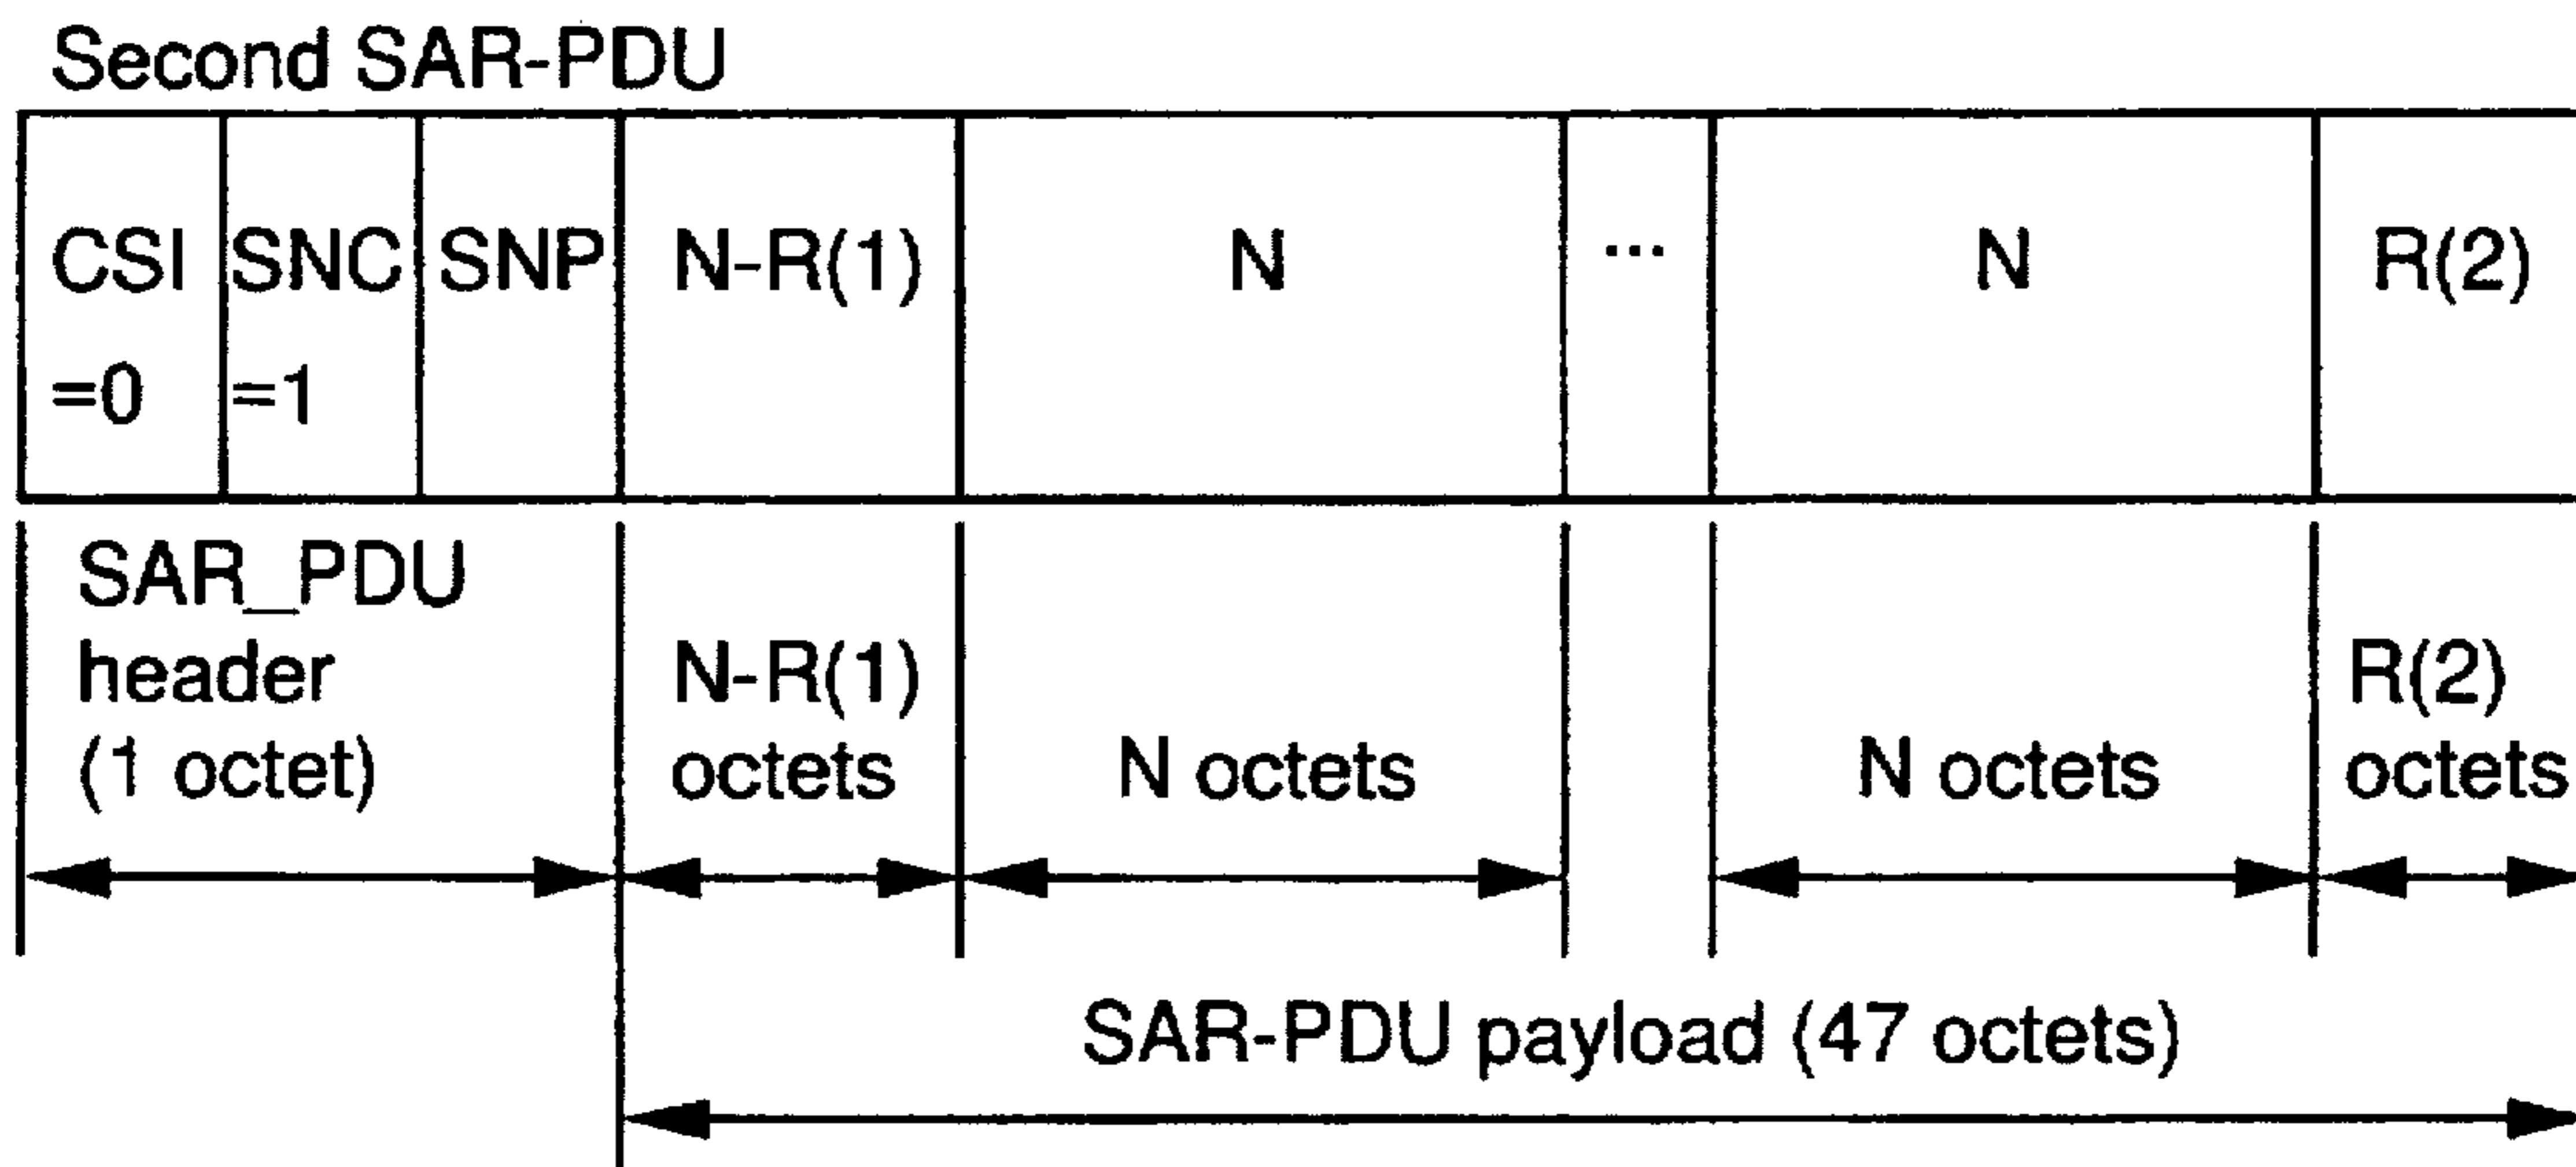 Second SAR-PDU
CSI SNC SNP N-R(1) N ... N R(2)
=0 =1
SAR_PDU
header
(1 octet)
N-R(1)
octets
N octets
N octets
R(2)
octets
SAR-PDU payload (47 octets)